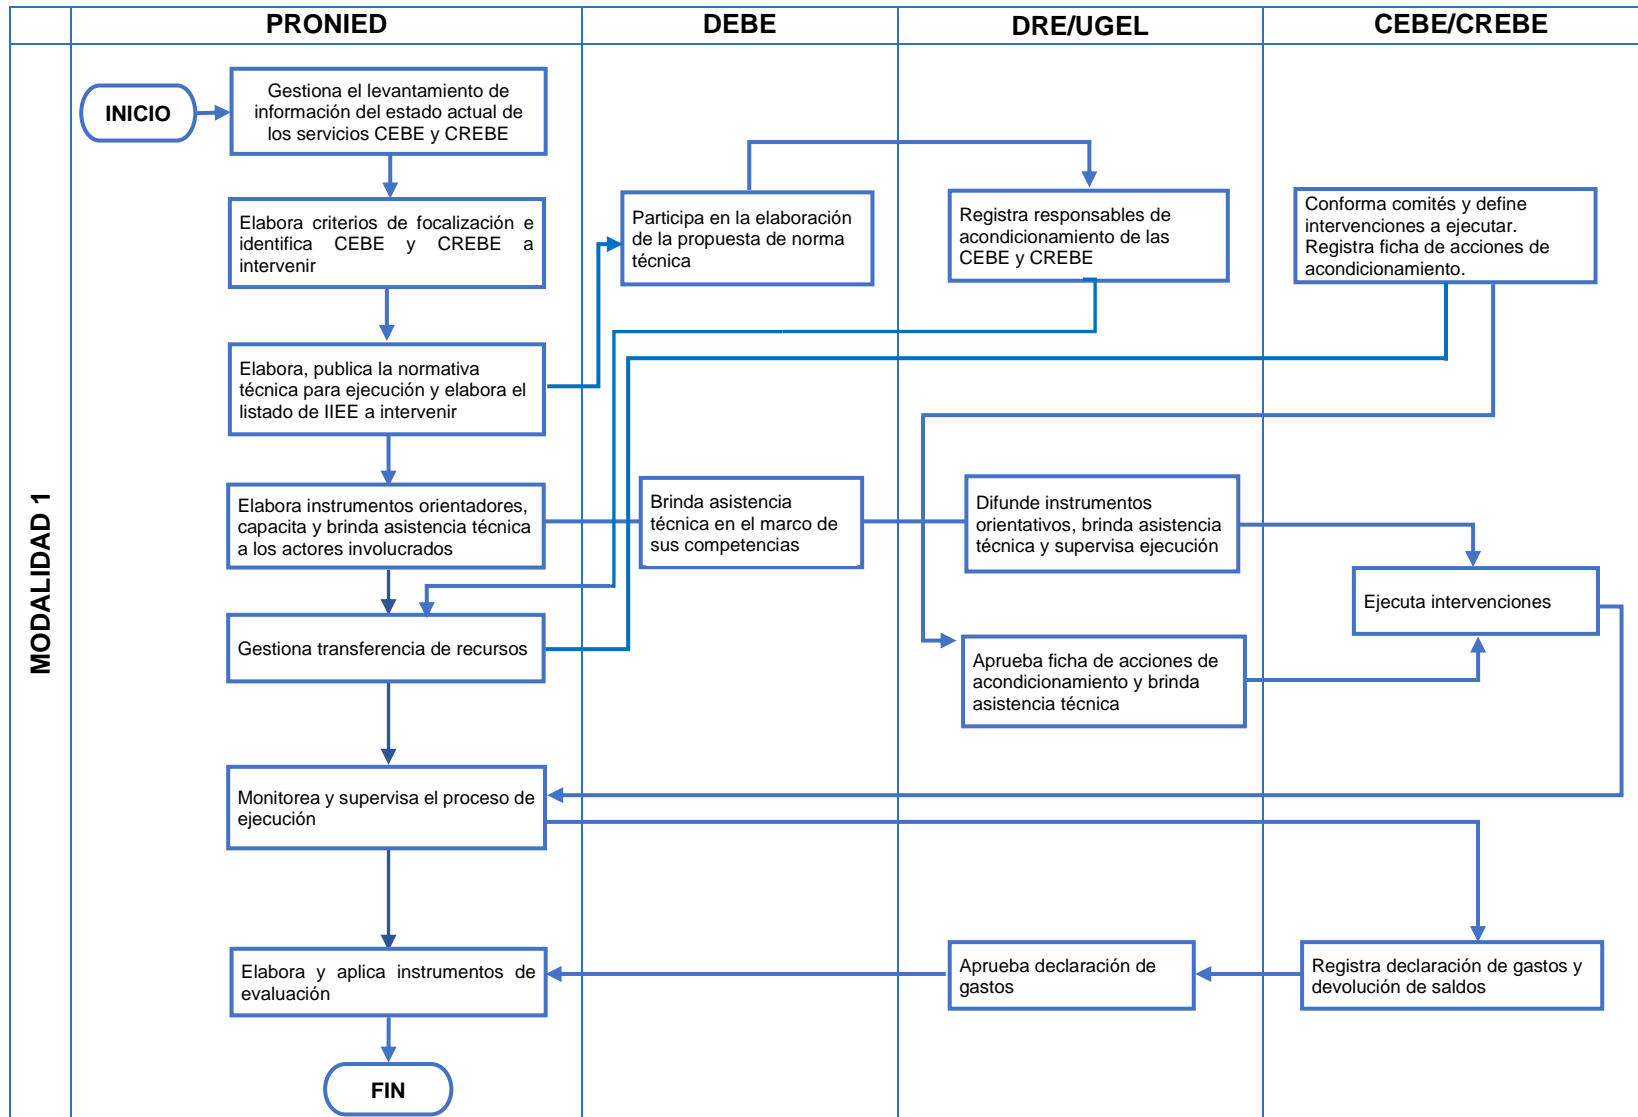 PRONIED
DEBE
DRE/UGEL
CEBE/CREBE
MODALIDAD 1
INICIO
Gestiona el levantamiento de
información del estado actual de
los servicios CEBE y CREBE
Elabora criterios de focalización e
identifica CEBE y CREBE a
intervenir
Participa en la elaboración
de la propuesta de norma
técnica
Registra responsables de
acondicionamiento de las
CEBE y CREBE
Conforma comités y define
intervenciones a ejecutar.
Registra ficha de acciones de
acondicionamiento.
Elabora, publica la normativa
técnica para ejecución y elabora el
listado de IIEE a intervenir
Elabora instrumentos orientadores,
capacita y brinda asistencia técnica
a los actores involucrados
Brinda asistencia
técnica en el marco de
sus competencias
Difunde instrumentos
orientativos, brinda asistencia
técnica y supervisa ejecución
Ejecuta intervenciones
Gestiona transferencia de recursos
Aprueba ficha de acciones de
acondicionamiento y brinda
asistencia técnica
Monitorea y supervisa el proceso de
ejecución
Elabora y aplica instrumentos de
evaluación
Aprueba declaración de
gastos
Registra declaración de gastos y
devolución de saldos
FIN